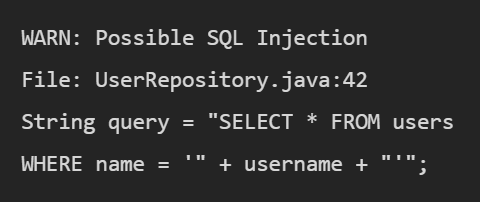 WARN: Possible SQL Injection
File: UserRepository.java:42
String query = "SELECT * FROM users
WHERE name = '" + username + "'";